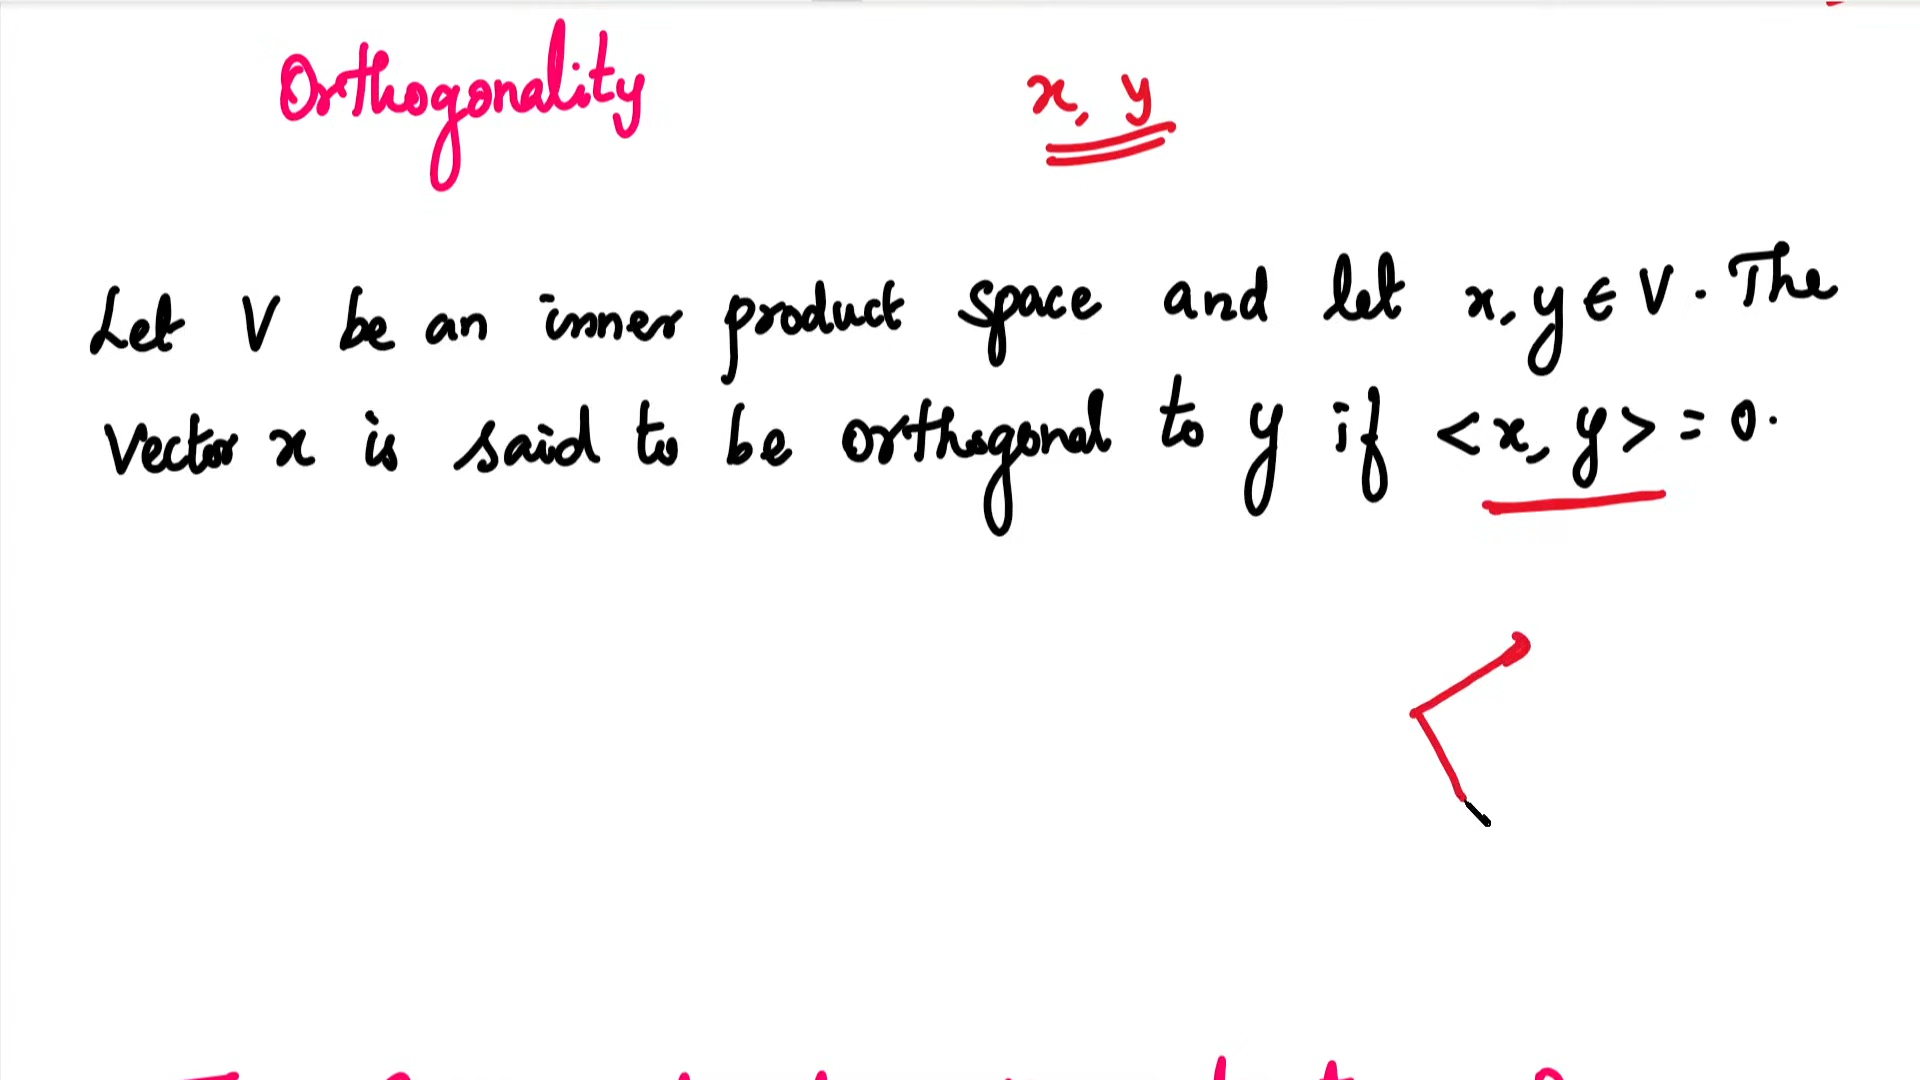 Orthogonality
x, y
Let V be an inner product space and let x, y ∈ V. The
vector x is said to be orthogonal to y if <x, y> = 0.